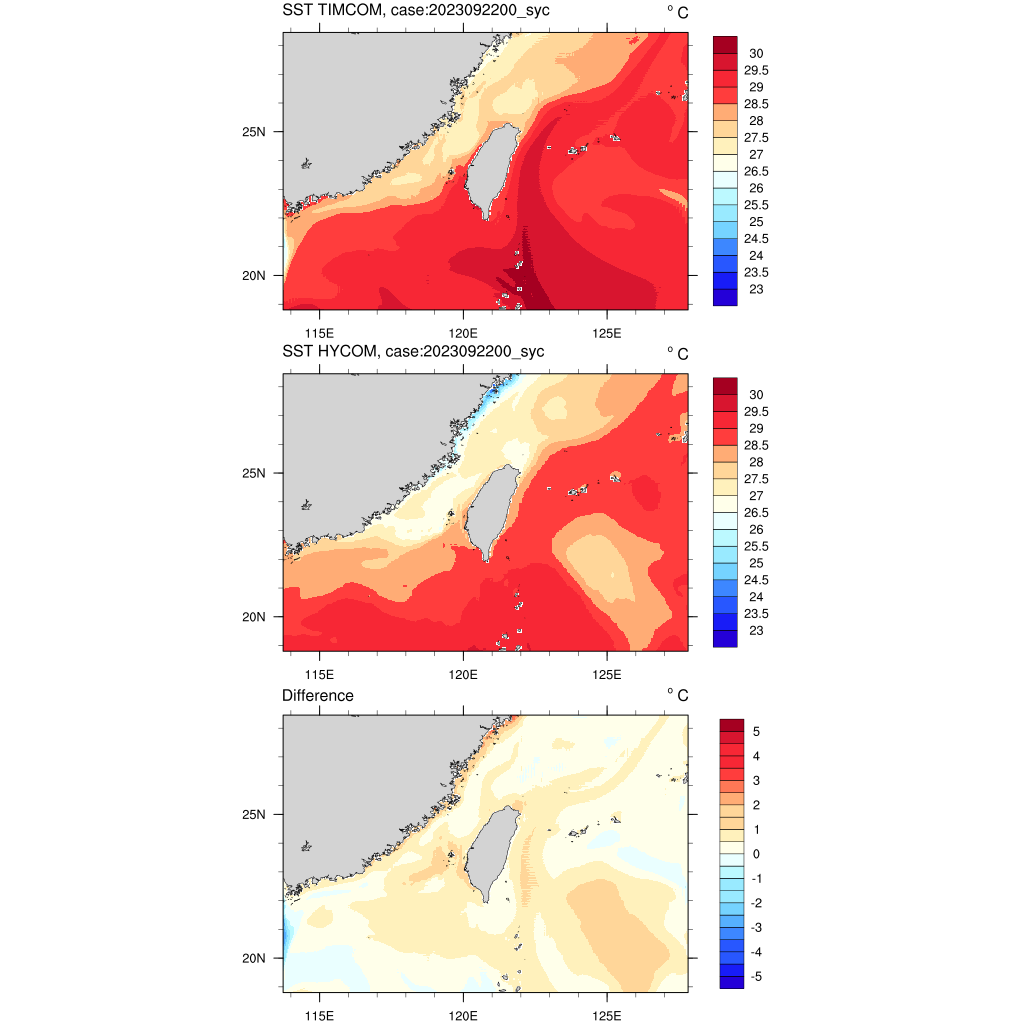 SST TIMCOM, case:2023092200_syc
° C
30
29.5
29
28.5
28
27.5
27
26.5
26
25.5
25
24.5
24
23.5
23
25N
20N
115E
120E
125E
SST HYCOM, case:2023092200_syc
° C
30
29.5
29
28.5
28
27.5
27
26.5
26
25.5
25
24.5
24
23.5
23
25N
20N
115E
120E
125E
Difference
° C
5
4
3
2
1
0
-1
-2
-3
-4
-5
25N
20N
115E
120E
125E